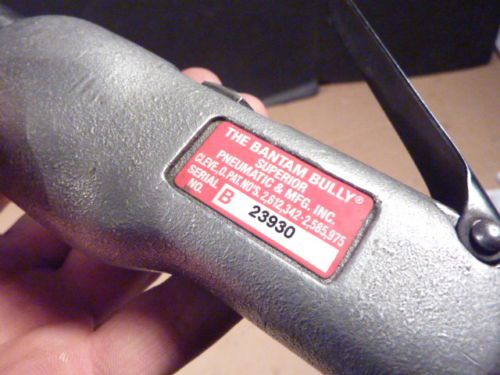 THE BANTAM BULLY®
SUPERIOR
PNEUMATIC & MFG., INC.
CLEVE., O. PAT. NO'S. 2,612,342-2,585,975
SERIAL NO. B 23930